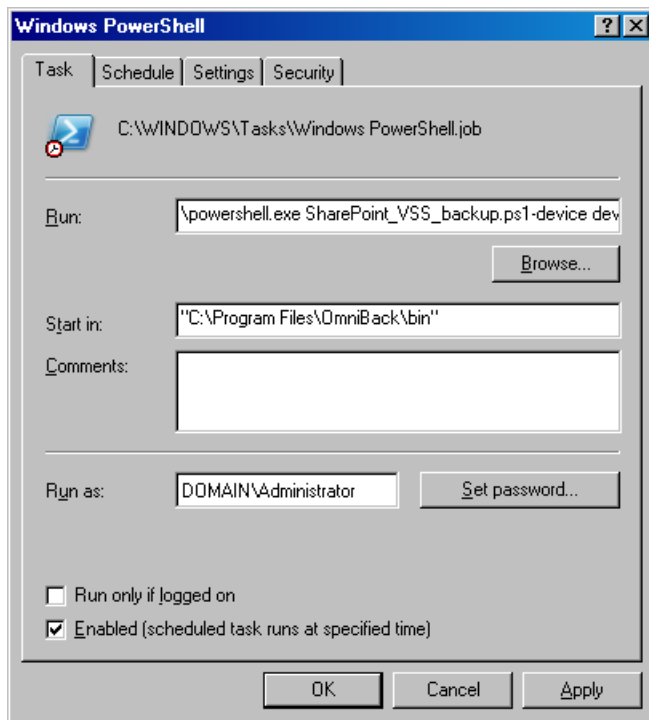 Windows PowerShell
Task Schedule Settings Security
C:\WINDOWS\Tasks\Windows PowerShell.job
Run: \powershell.exe SharePoint_VSS_backup.ps1-device dev
Browse...
Start in: "C:\Program Files\OmniBack\bin"
Comments:
Run as: DOMAIN\Administrator Set password...
Run only if logged on
Enabled (scheduled task runs at specified time)
OK Cancel Apply